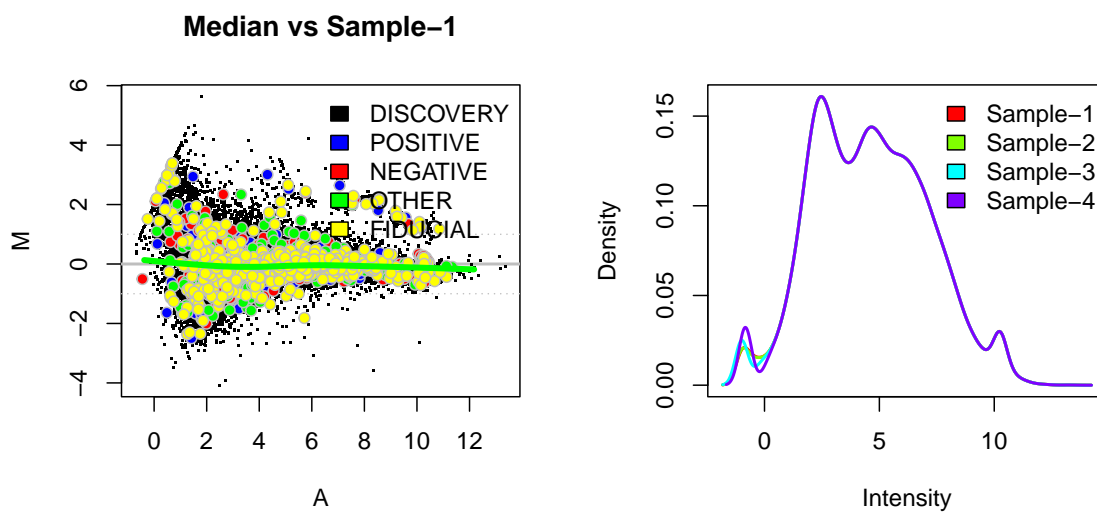 Median vs Sample−1
M
6
4
2
0
−2
−4
DISCOVERY
POSITIVE
NEGATIVE
OTHER
FIDUCIAL
0 2 4 6 8 10 12
A
Density
0.15
0.10
0.05
0.00
Sample−1
Sample−2
Sample−3
Sample−4
0 5 10
Intensity